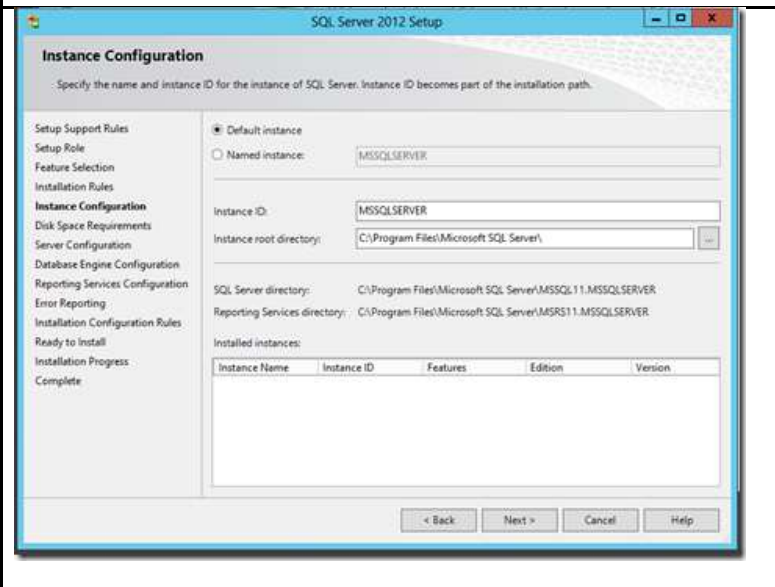 SQL Server 2012 Setup
Instance Configuration
Specify the name and instance ID for the instance of SQL Server. Instance ID becomes part of the installation path.
Setup Support Rules
Setup Role
Feature Selection
Installation Rules
Instance Configuration
Disk Space Requirements
Server Configuration
Database Engine Configuration
Reporting Services Configuration
Error Reporting
Installation Configuration Rules
Ready to Install
Installation Progress
Complete
Default instance
Named instance: MSSQLSERVER
Instance ID: MSSQLSERVER
Instance root directory: C:\Program Files\Microsoft SQL Server\ ...
SQL Server directory: C:\Program Files\Microsoft SQL Server\MSSQL11.MSSQLSERVER
Reporting Services directory: C:\Program Files\Microsoft SQL Server\MSRS11.MSSQLSERVER
Installed instances:
Instance Name Instance ID Features Edition Version
< Back Next > Cancel Help